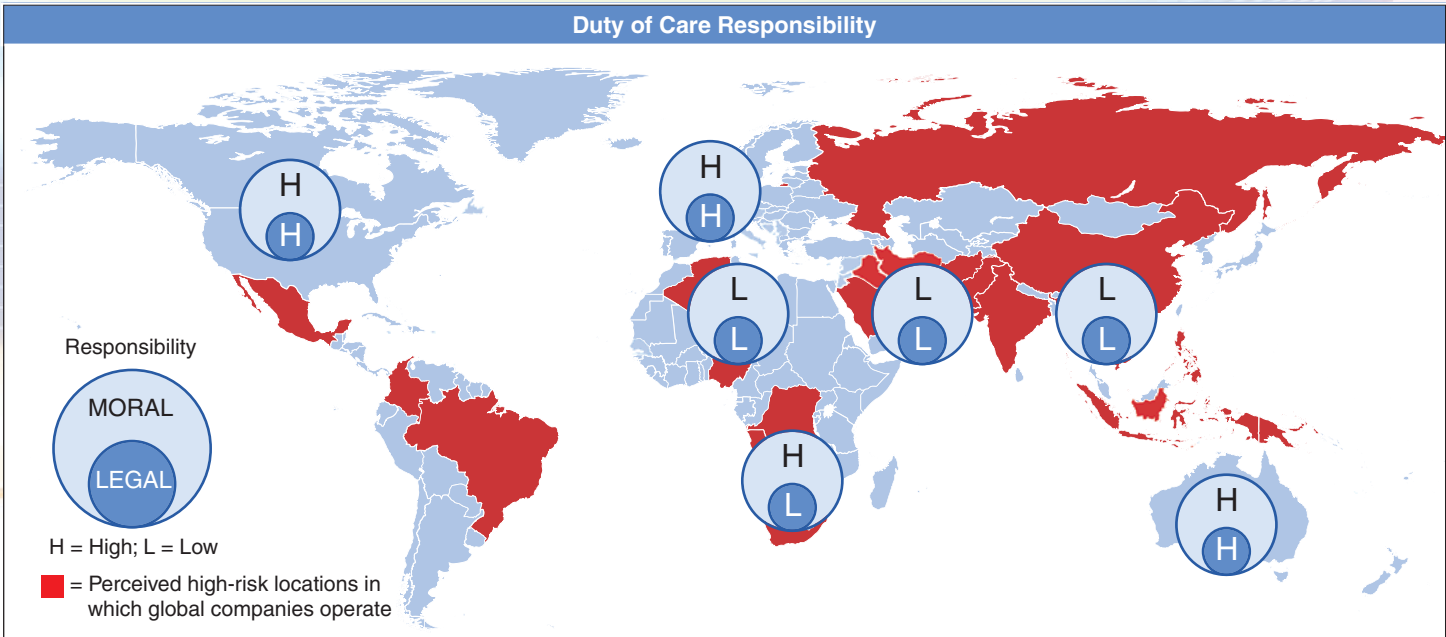 Duty of Care Responsibility
H
H
H
H
L
L
L
L
L
L
H
L
H
H
Responsibility
MORAL
LEGAL
H = High; L = Low
= Perceived high-risk locations in
which global companies operate